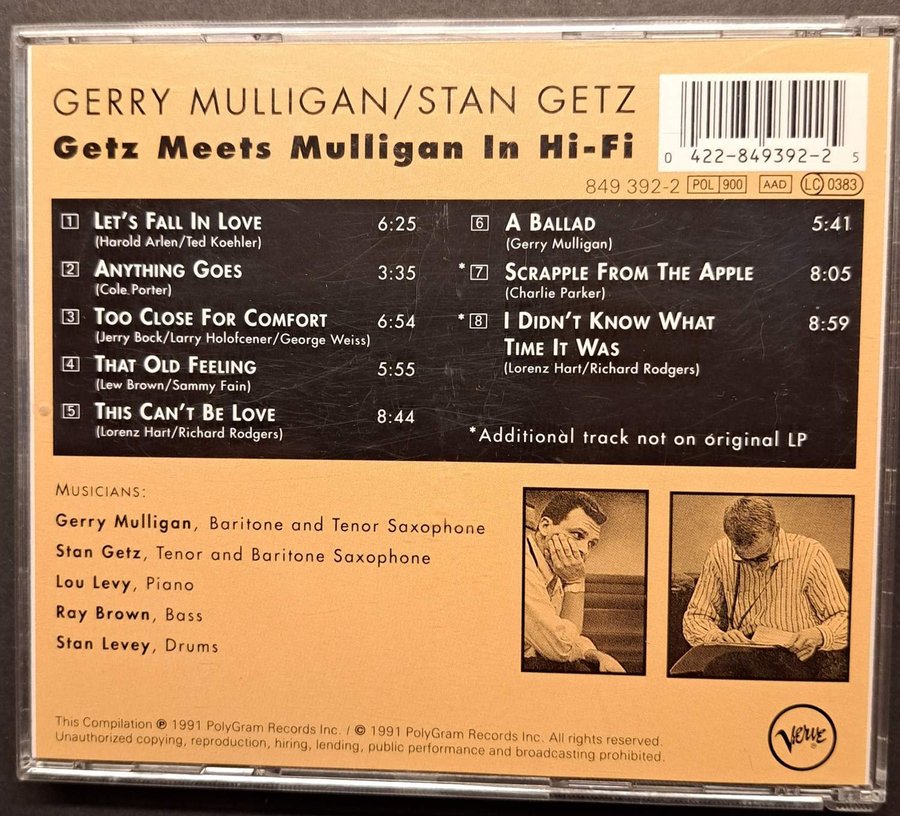 GERRY MULLIGAN/STAN GETZ
Getz Meets Mulligan In Hi-Fi
0 422-849392-2 5
849 392-2 POL 900 AAD LC 0383
1 LET'S FALL IN LOVE 6:25
(Harold Arlen/Ted Koehler)
2 ANYTHING GOES 3:35
(Cole Porter)
3 TOO CLOSE FOR COMFORT 6:54
(Jerry Bock/Larry Holofcener/George Weiss)
4 THAT OLD FEELING 5:55
(Lew Brown/Sammy Fain)
5 THIS CAN'T BE LOVE 8:44
(Lorenz Hart/Richard Rodgers)
6 A BALLAD 5:41
(Gerry Mulligan)
*7 SCRAPPLE FROM THE APPLE 8:05
(Charlie Parker)
*8 I DIDN'T KNOW WHAT 8:59
TIME IT WAS
(Lorenz Hart/Richard Rodgers)
*Additional track not on original LP
MUSICIANS:
Gerry Mulligan, Baritone and Tenor Saxophone
Stan Getz, Tenor and Baritone Saxophone
Lou Levy, Piano
Ray Brown, Bass
Stan Levey, Drums
This Compilation ℗ 1991 PolyGram Records Inc. / © 1991 PolyGram Records Inc. All rights reserved.
Unauthorized copying, reproduction, hiring, lending, public performance and broadcasting prohibited.
Verve®